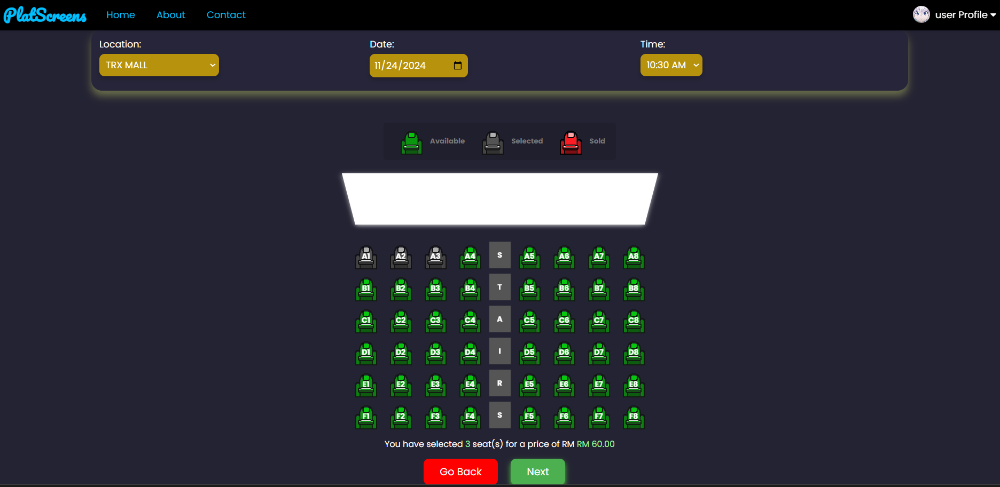 PlatScreens Home About Contact user Profile
Location: Date: Time:
TRX MALL 11/24/2024 10:30 AM
Available Selected Sold
A1 A2 A3 A4 S A5 A6 A7 A8
B1 B2 B3 B4 T B5 B6 B7 B8
C1 C2 C3 C4 A C5 C6 C7 C8
D1 D2 D3 D4 I D5 D6 D7 D8
E1 E2 E3 E4 R E5 E6 E7 E8
F1 F2 F3 F4 S F5 F6 F7 F8
You have selected 3 seat(s) for a price of RM RM 60.00
Go Back Next